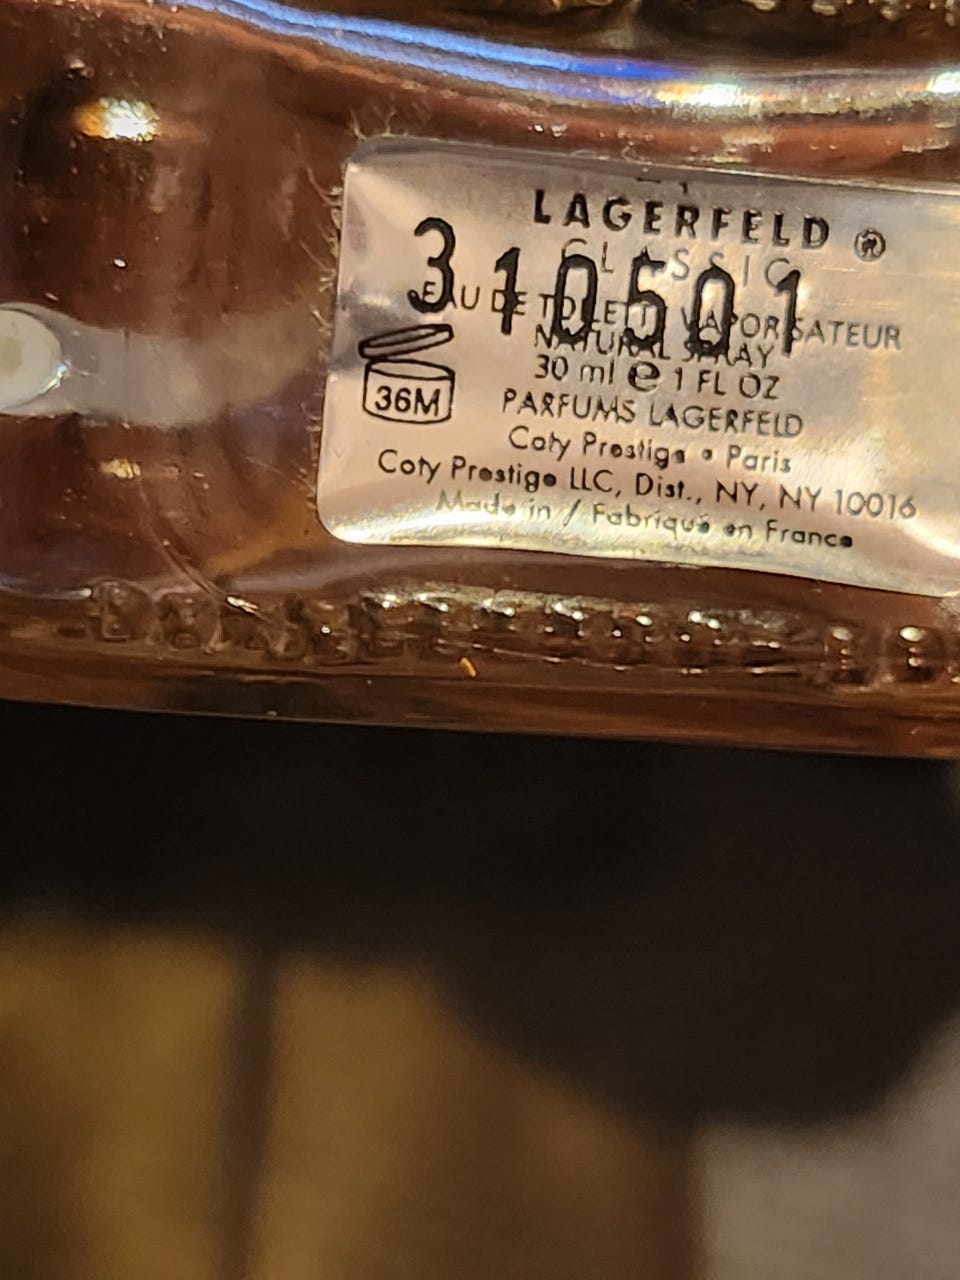 LAGERFELD ®
CLASSIC
310501
EAU DE TOILETTE VAPORISATEUR
NATURAL SPRAY
36M
30 ml e 1 FL OZ
PARFUMS LAGERFELD
Coty Prestige • Paris
Coty Prestige LLC, Dist., NY, NY 10016
Made in / Fabriqué en France